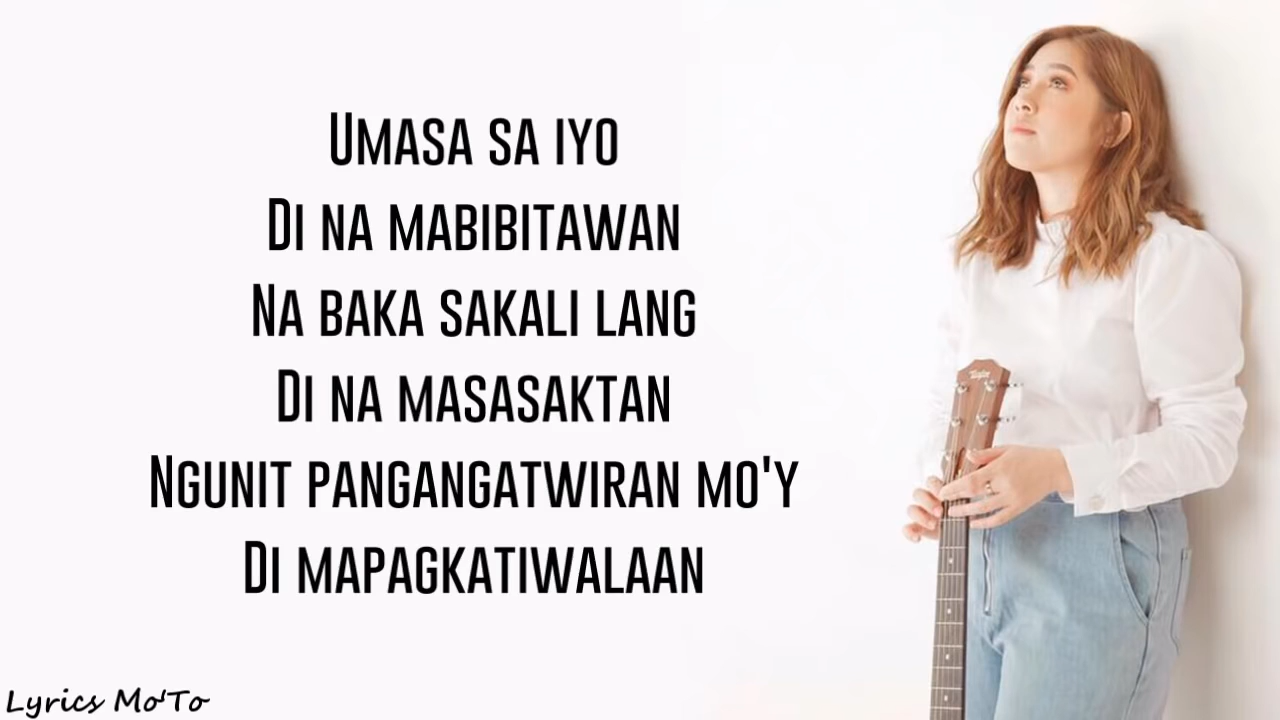 Umasa sa iyo
Di na mabibitawan
Na baka sakali lang
Di na masasaktan
Ngunit pangangatwiran mo'y
Di mapagkatiwalaan
Lyrics Mo'To